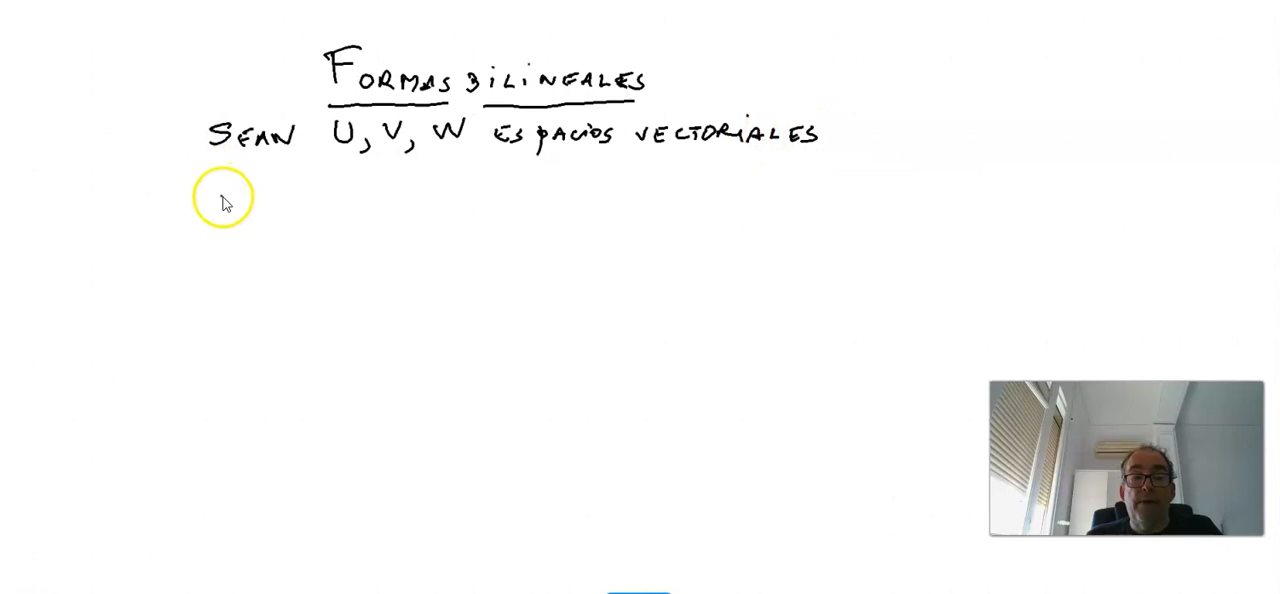 FORMAS BILINEALES
SEAN U, V, W ESPACIOS VECTORIALES